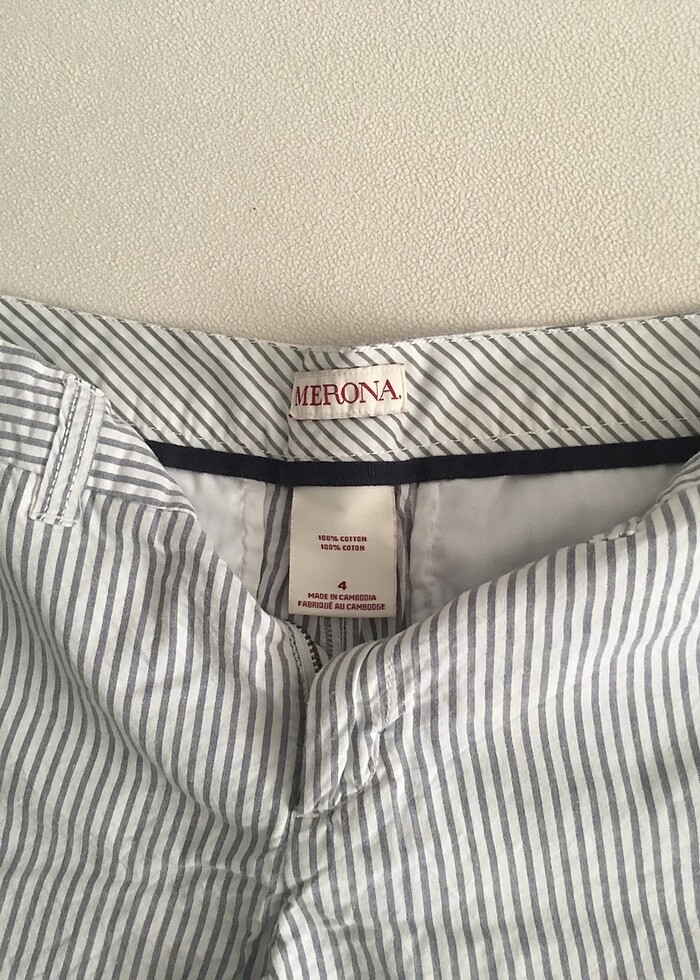 MERONA.
100% COTTON
100% COTON
4
MADE IN CAMBODIA
FABRIQUÉ AU CAMBODGE